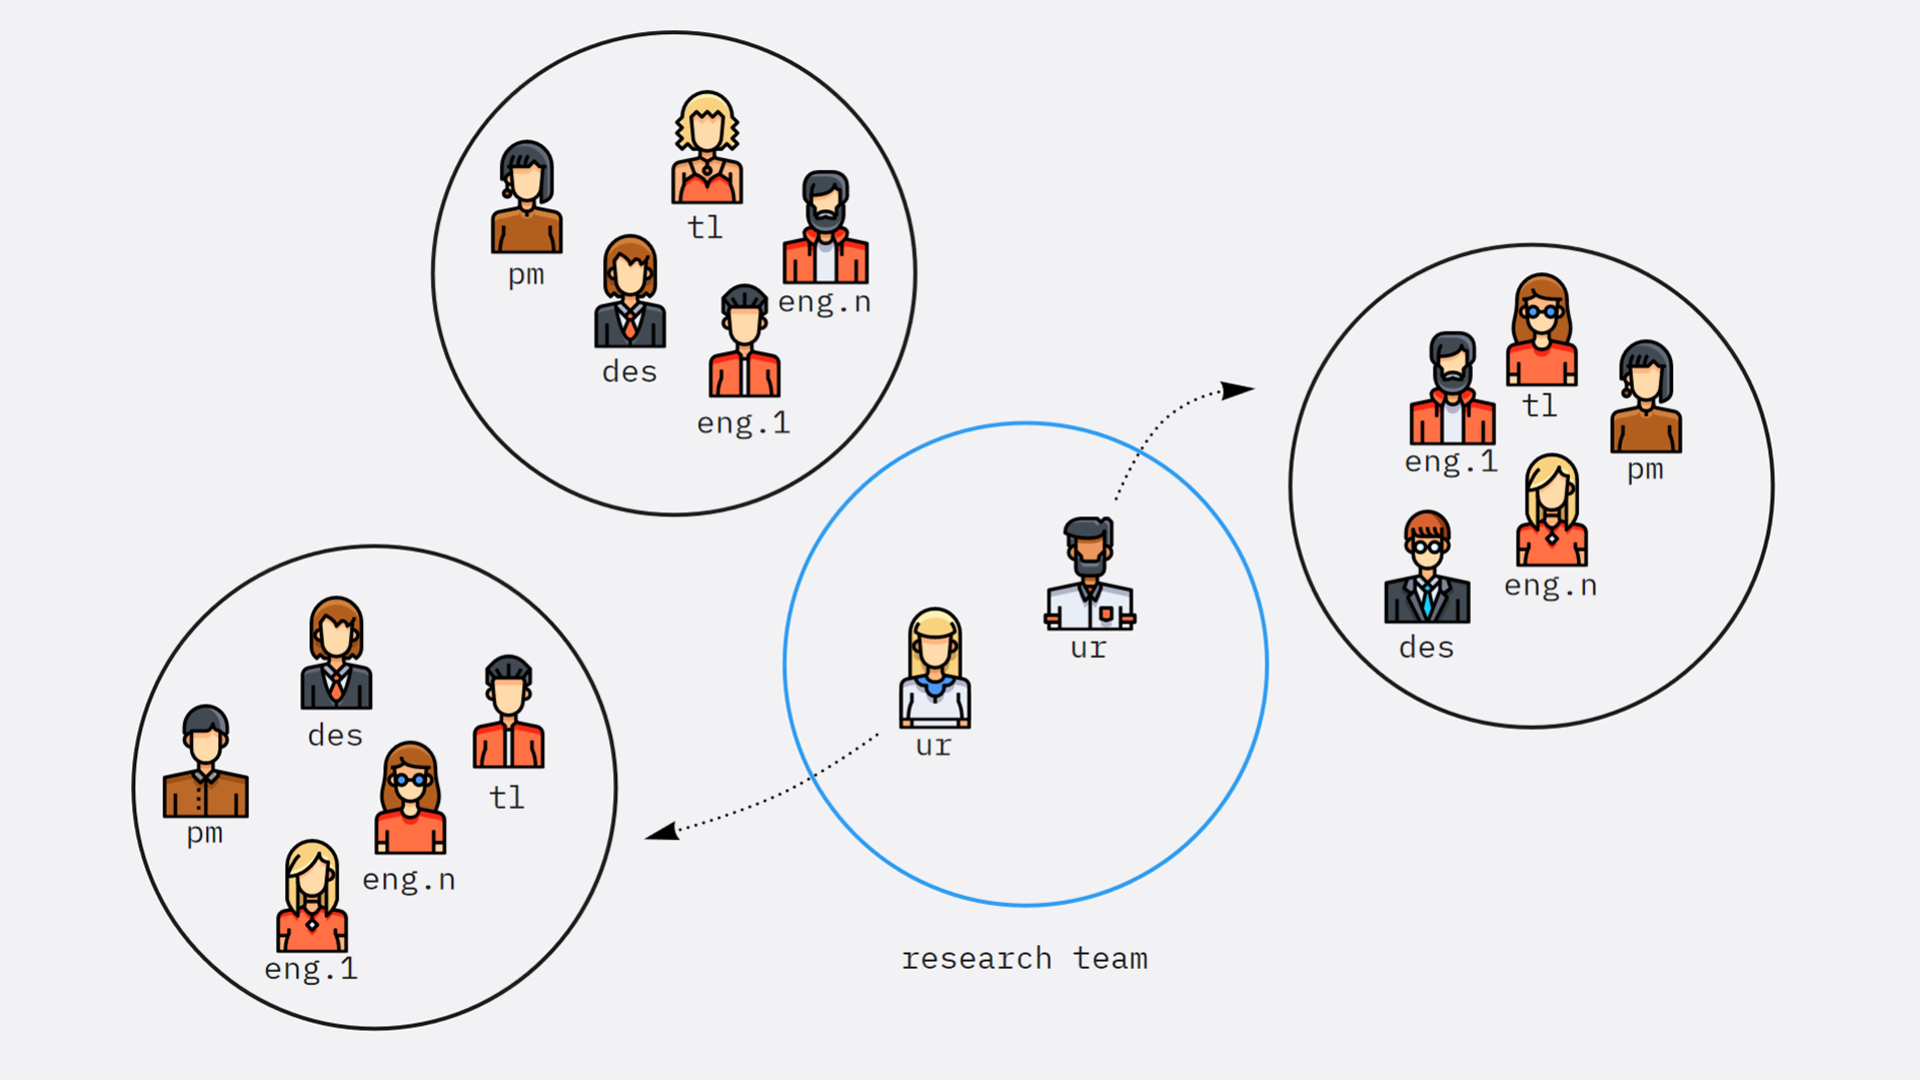 tl
pm
eng.n
des
eng.1
tl
eng.1
pm
eng.n
des
ur
ur
des
tl
pm
eng.n
eng.1
research team